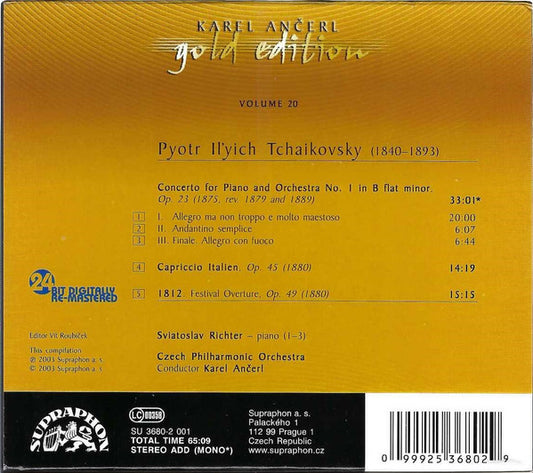 KAREL ANČERL
gold edition
VOLUME 20
Pyotr Il'yich Tchaikovsky (1840–1893)
Concerto for Piano and Orchestra No. 1 in B flat minor,
Op. 23 (1875, rev. 1879 and 1889) 33:01*
1 I. Allegro ma non troppo e molto maestoso 20:00
2 II. Andantino semplice 6:07
3 III. Finale. Allegro con fuoco 6:44
4 Capriccio Italien, Op. 45 (1880) 14:19
24 BIT DIGITALLY
RE-MASTERED
5 1812. Festival Overture, Op. 49 (1880) 15:15
Editor Vít Roubíček
Sviatoslav Richter – piano (1–3)
This compilation
℗ 2003 Supraphon a. s.
© 2003 Supraphon a. s.
Czech Philharmonic Orchestra
Conductor Karel Ančerl
SUPRAPHON
LC 00358
SU 3680-2 001
TOTAL TIME 65:09
STEREO ADD (MONO*)
Supraphon a. s.
Palackého 1
112 99 Prague 1
Czech Republic
www.supraphon.cz
0 99925 36802 9